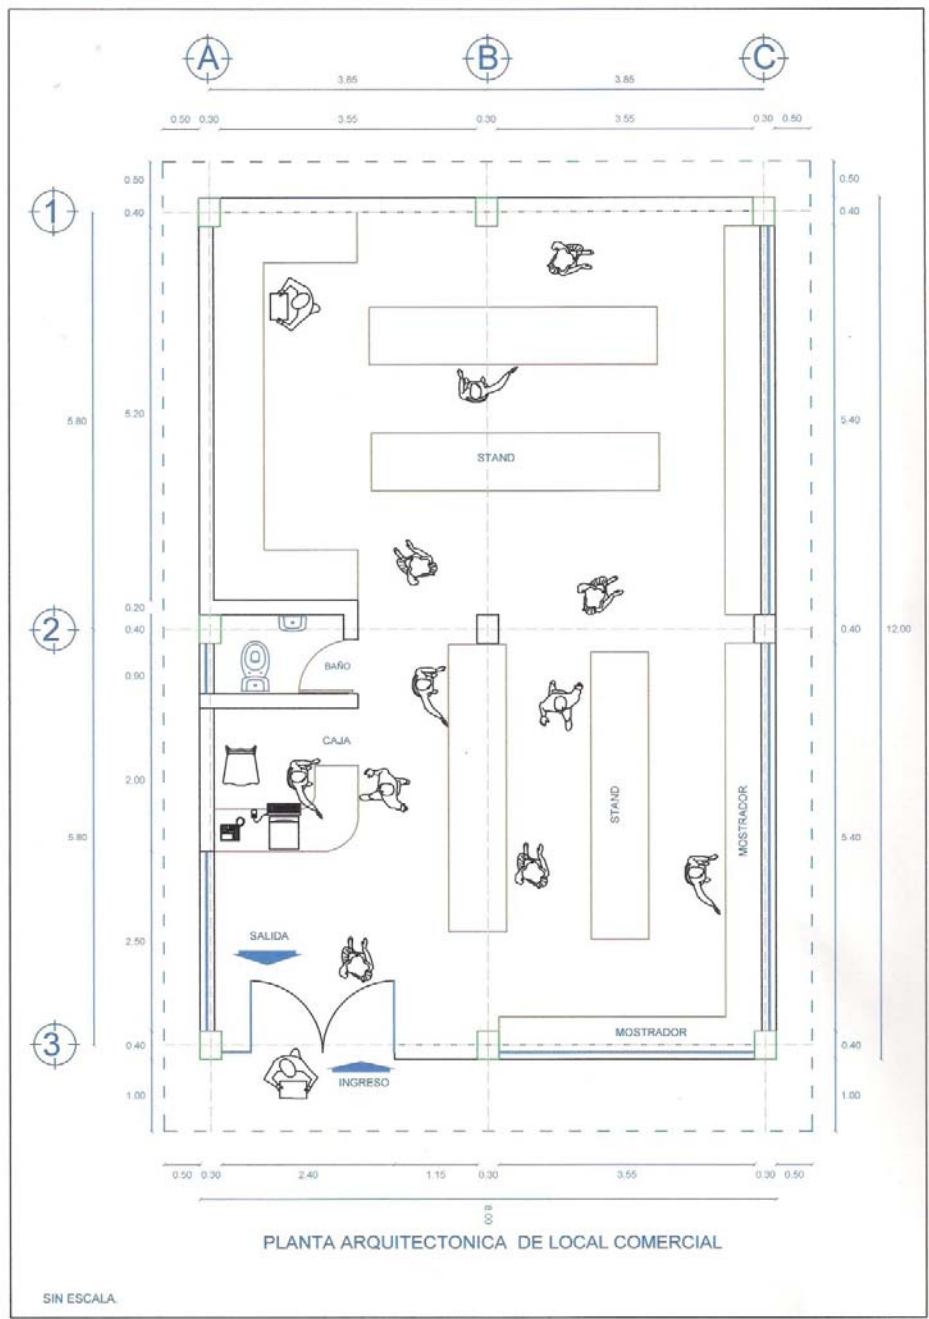 A B C
3.85 3.85
0.50 0.30 3.55 0.30 3.55 0.30 0.50
0.50 0.50
1 0.40 0.40
5.80 5.20 5.40
STAND
0.20
2 0.40 0.40 12.00
0.90 BAÑO
CAJA
2.00
STAND
MOSTRADOR
5.80 5.40
2.50 SALIDA
MOSTRADOR
3 0.40 0.40
INGRESO
1.00 1.00
0.50 0.30 2.40 1.15 0.30 3.55 0.30 0.50
8.00
PLANTA ARQUITECTONICA DE LOCAL COMERCIAL
SIN ESCALA.